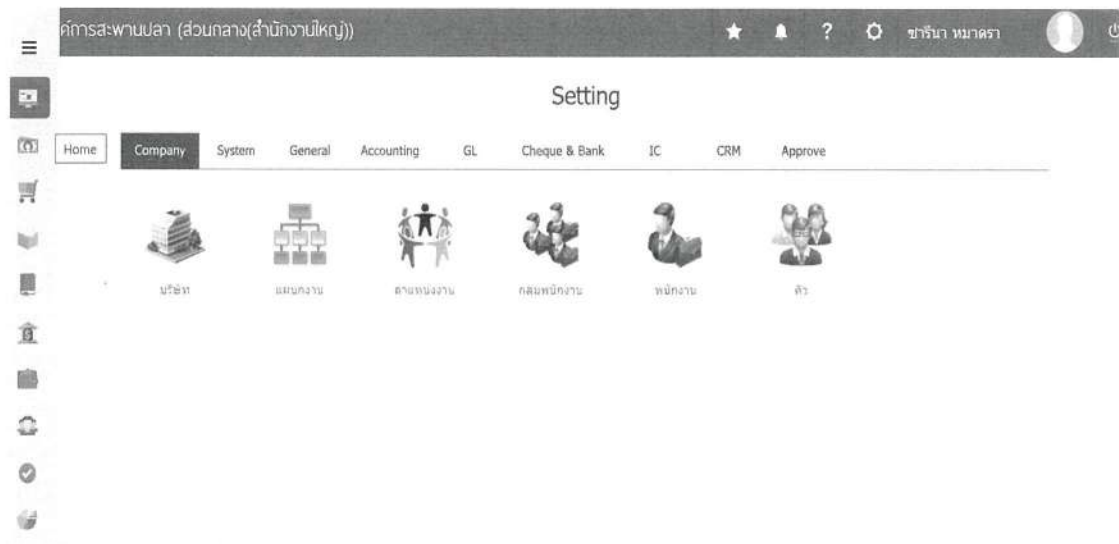 ค์การสะพานปลา (ส่วนกลาง(สำนักงานใหญ่))
? ซารีนา หมาดรา
Setting
Home Company System General Accounting GL Cheque & Bank IC CRM Approve
บริษัท แผนกงาน ตำแหน่งงาน กลุ่มพนักงาน พนักงาน